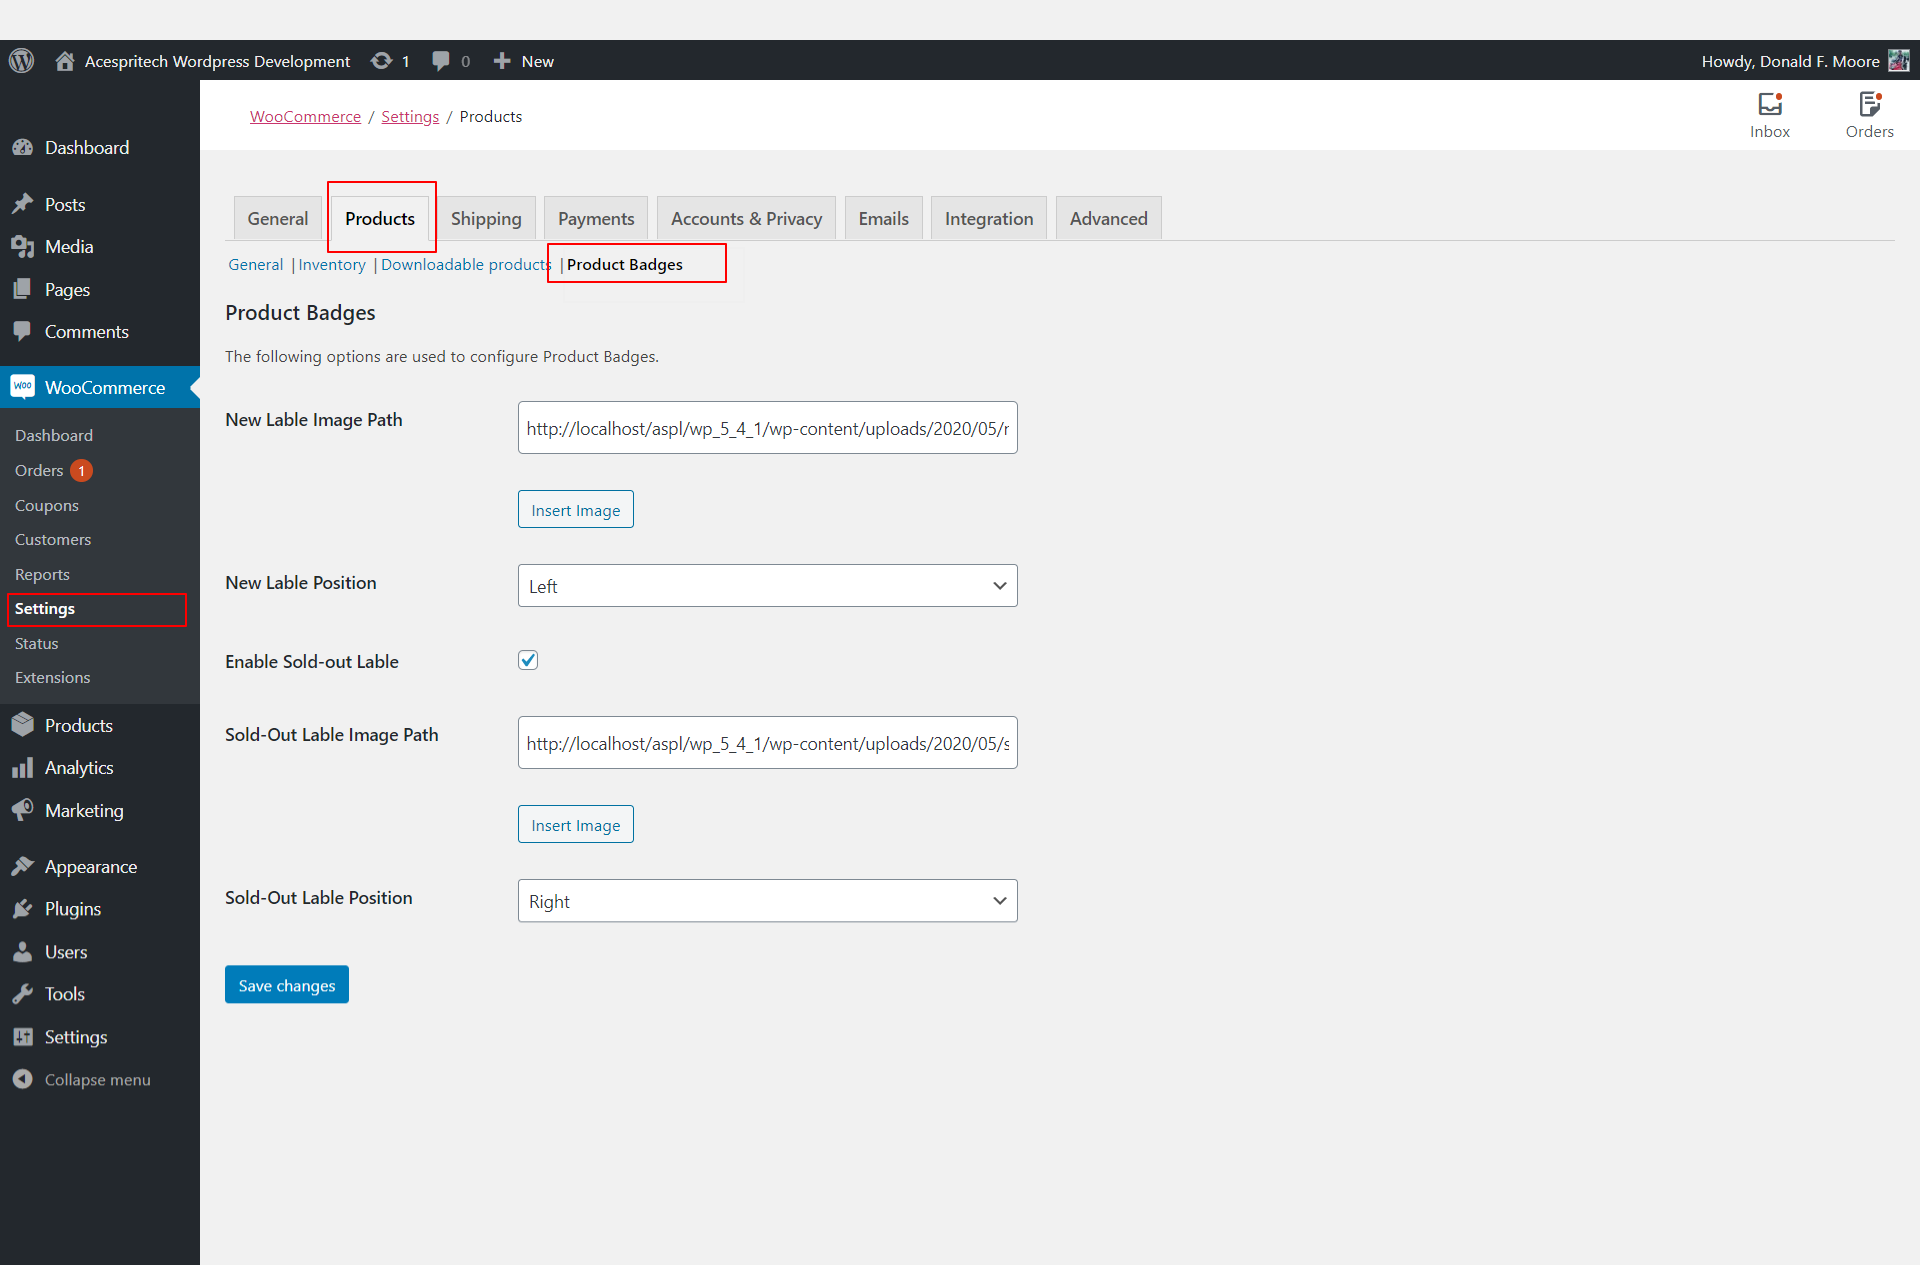 Acespritech Wordpress Development 1 0 New Howdy, Donald F. Moore
WooCommerce / Settings / Products
Inbox
Orders
Dashboard
Posts
Media
Pages
Comments
Woo WooCommerce
Dashboard
Orders 1
Coupons
Customers
Reports
Settings
Status
Extensions
Products
Analytics
Marketing
Appearance
Plugins
Users
Tools
Settings
Collapse menu
General Products Shipping Payments Accounts & Privacy Emails Integration Advanced
General | Inventory | Downloadable products | Product Badges
Product Badges
The following options are used to configure Product Badges.
New Lable Image Path
http://localhost/aspl/wp_5_4_1/wp-content/uploads/2020/05/
Insert Image
New Lable Position
Left
Enable Sold-out Lable
Sold-Out Lable Image Path
http://localhost/aspl/wp_5_4_1/wp-content/uploads/2020/05/s
Insert Image
Sold-Out Lable Position
Right
Save changes